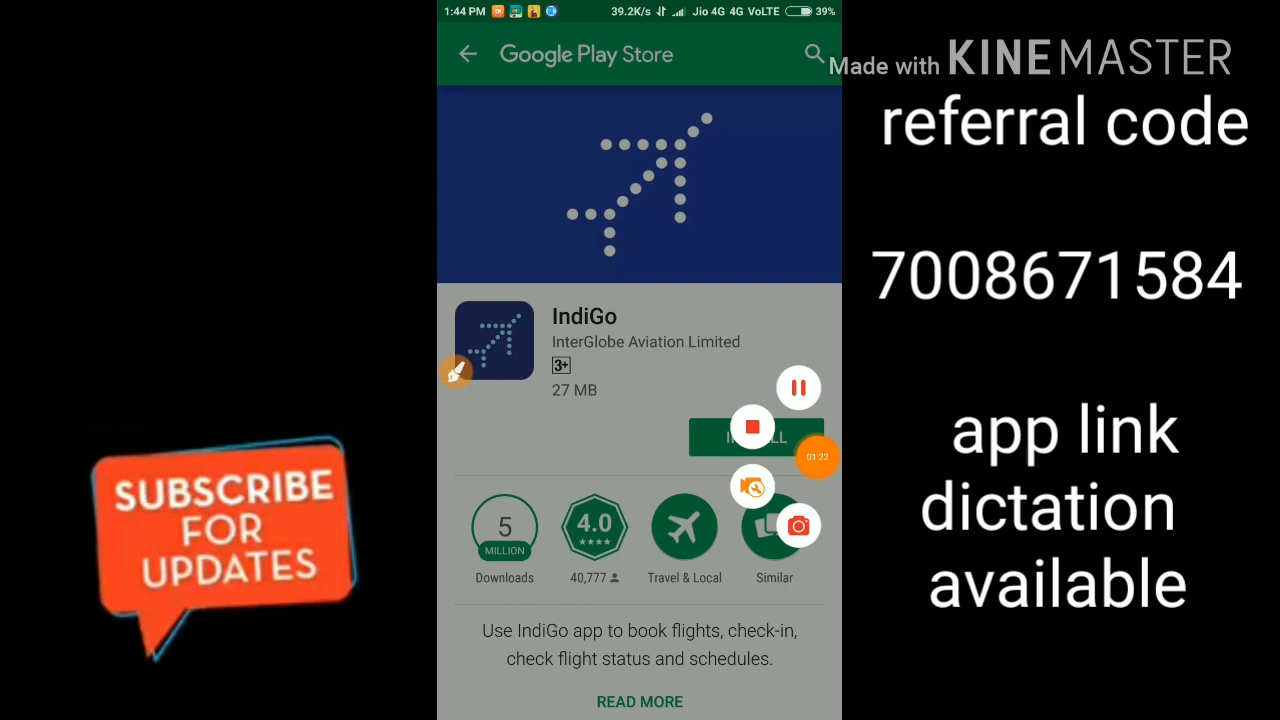 1:44 PM 39.2K/s Jio 4G 4G VoLTE 39%
Google Play Store
Made with KINEMASTER
referral code
7008671584
app link
dictation
available
IndiGo
InterGlobe Aviation Limited
3+
27 MB
01:22
5
MILLION
4.0
Downloads
40,777
Travel & Local
Similar
Use IndiGo app to book flights, check-in,
check flight status and schedules.
READ MORE
SUBSCRIBE
FOR
UPDATES